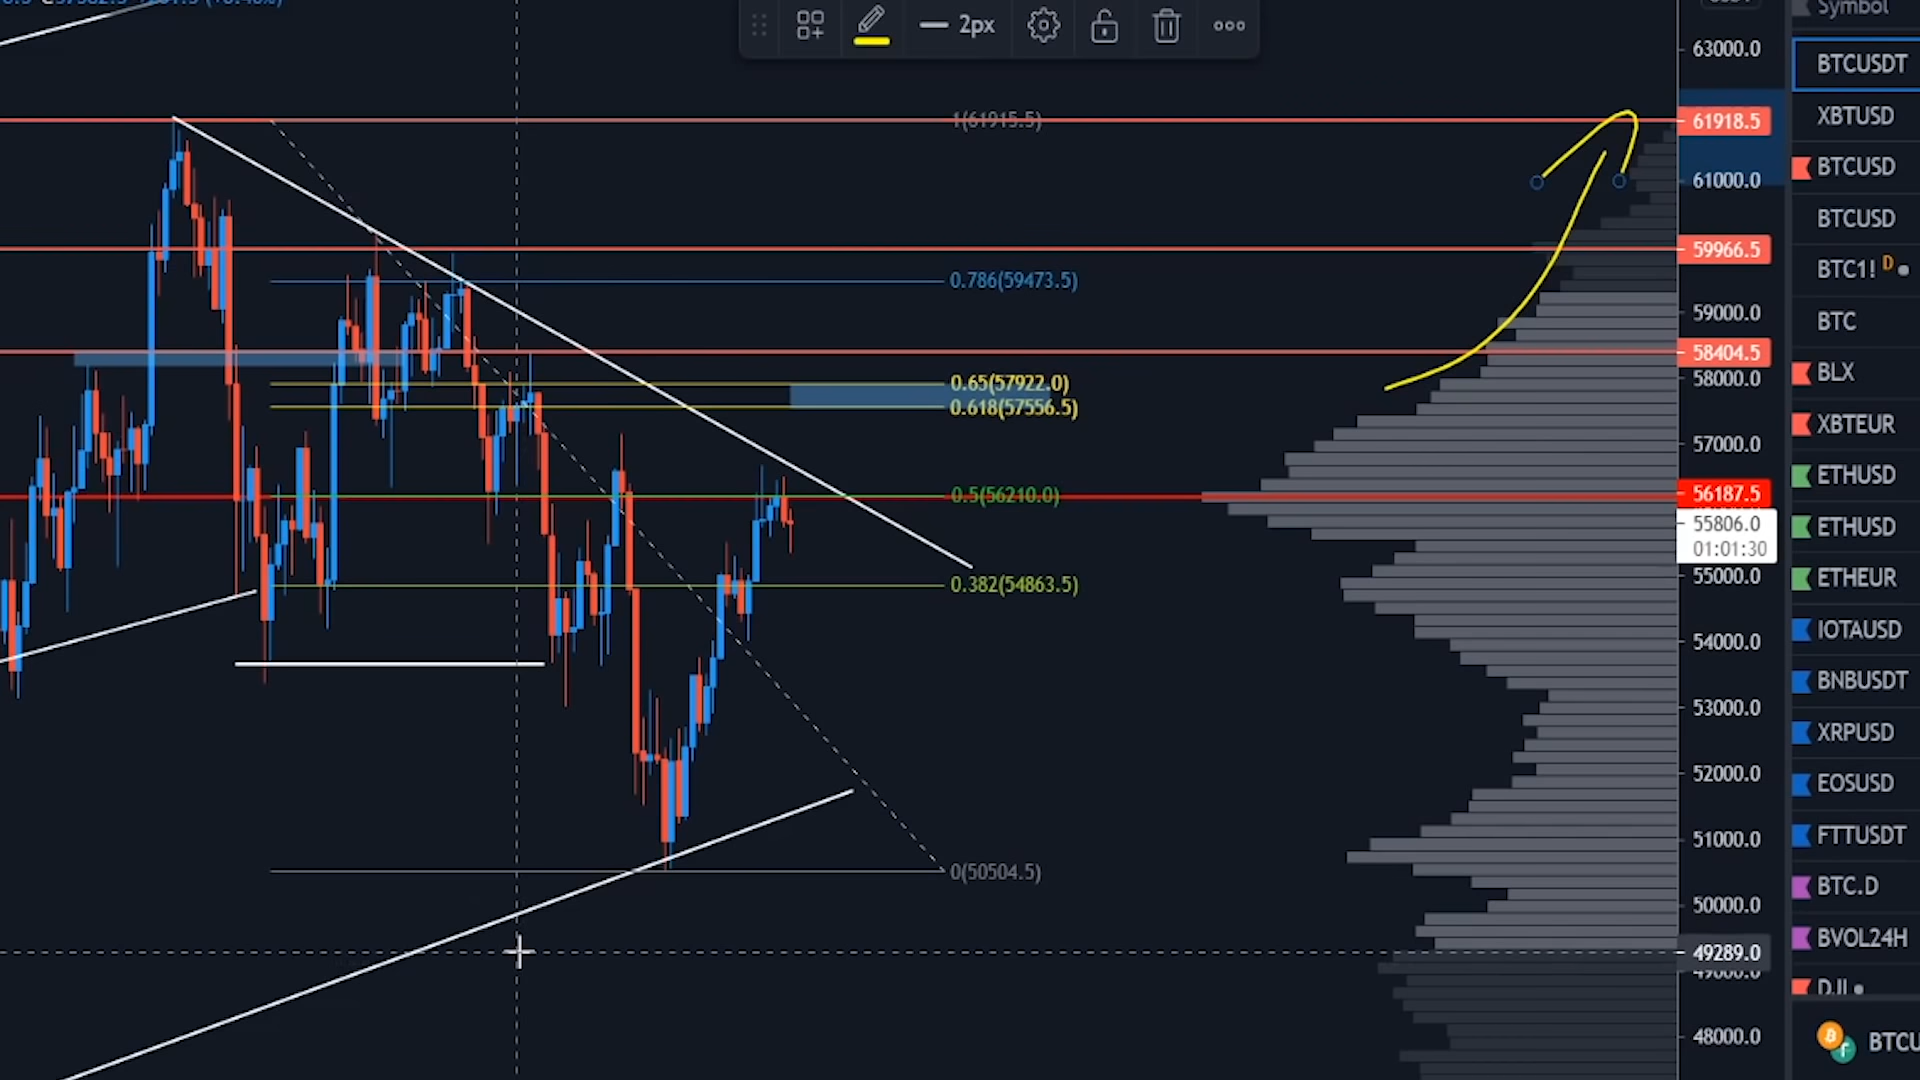 2px
Symbol
63000.0
BTCUSDT
1(61915.5)
61918.5
XBTUSD
BTCUSD
61000.0
BTCUSD
59966.5
BTC1! D
0.786(59473.5)
59000.0
BTC
58404.5
BLX
0.65(57922.0)
58000.0
0.618(57556.5)
XBTEUR
57000.0
ETHUSD
0.5(56210.0)
56187.5
55806.0
ETHUSD
01:01:30
55000.0
ETHEUR
0.382(54863.5)
54000.0
IOTAUSD
BNBUSDT
53000.0
XRPUSD
52000.0
EOSUSD
51000.0
FTTUSDT
0(50504.5)
BTC.D
50000.0
BVOL24H
49289.0
49000.0
DJI
48000.0
BTCU